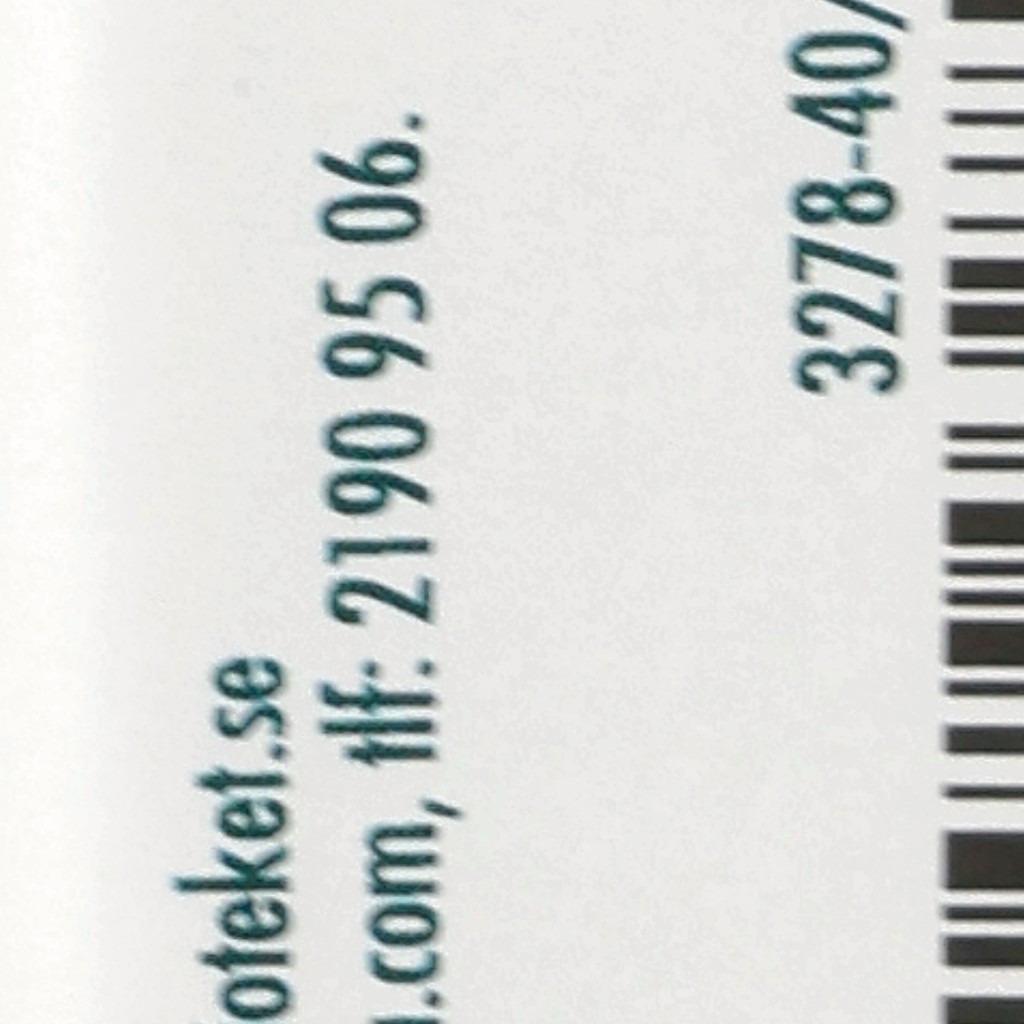 oteket.se
.com, tlf: 2190 95 06.
3278-40/